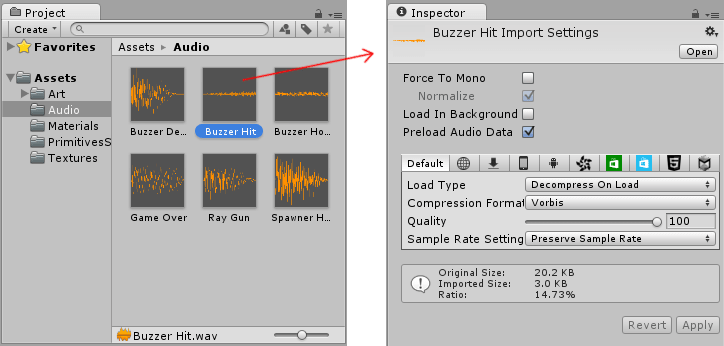 Project
Create
Favorites
Assets
Art
Audio
Materials
PrimitivesS
Textures
Assets ▸ Audio
Buzzer De...
Buzzer Hit
Buzzer Ho...
Game Over
Ray Gun
Spawner H...
Buzzer Hit.wav
Inspector
Buzzer Hit Import Settings
Open
Force To Mono
Normalize
Load In Background
Preload Audio Data
Default
Load Type Decompress On Load
Compression Format Vorbis
Quality 100
Sample Rate Setting Preserve Sample Rate
Original Size: 20.2 KB
Imported Size: 3.0 KB
Ratio: 14.73%
Revert Apply